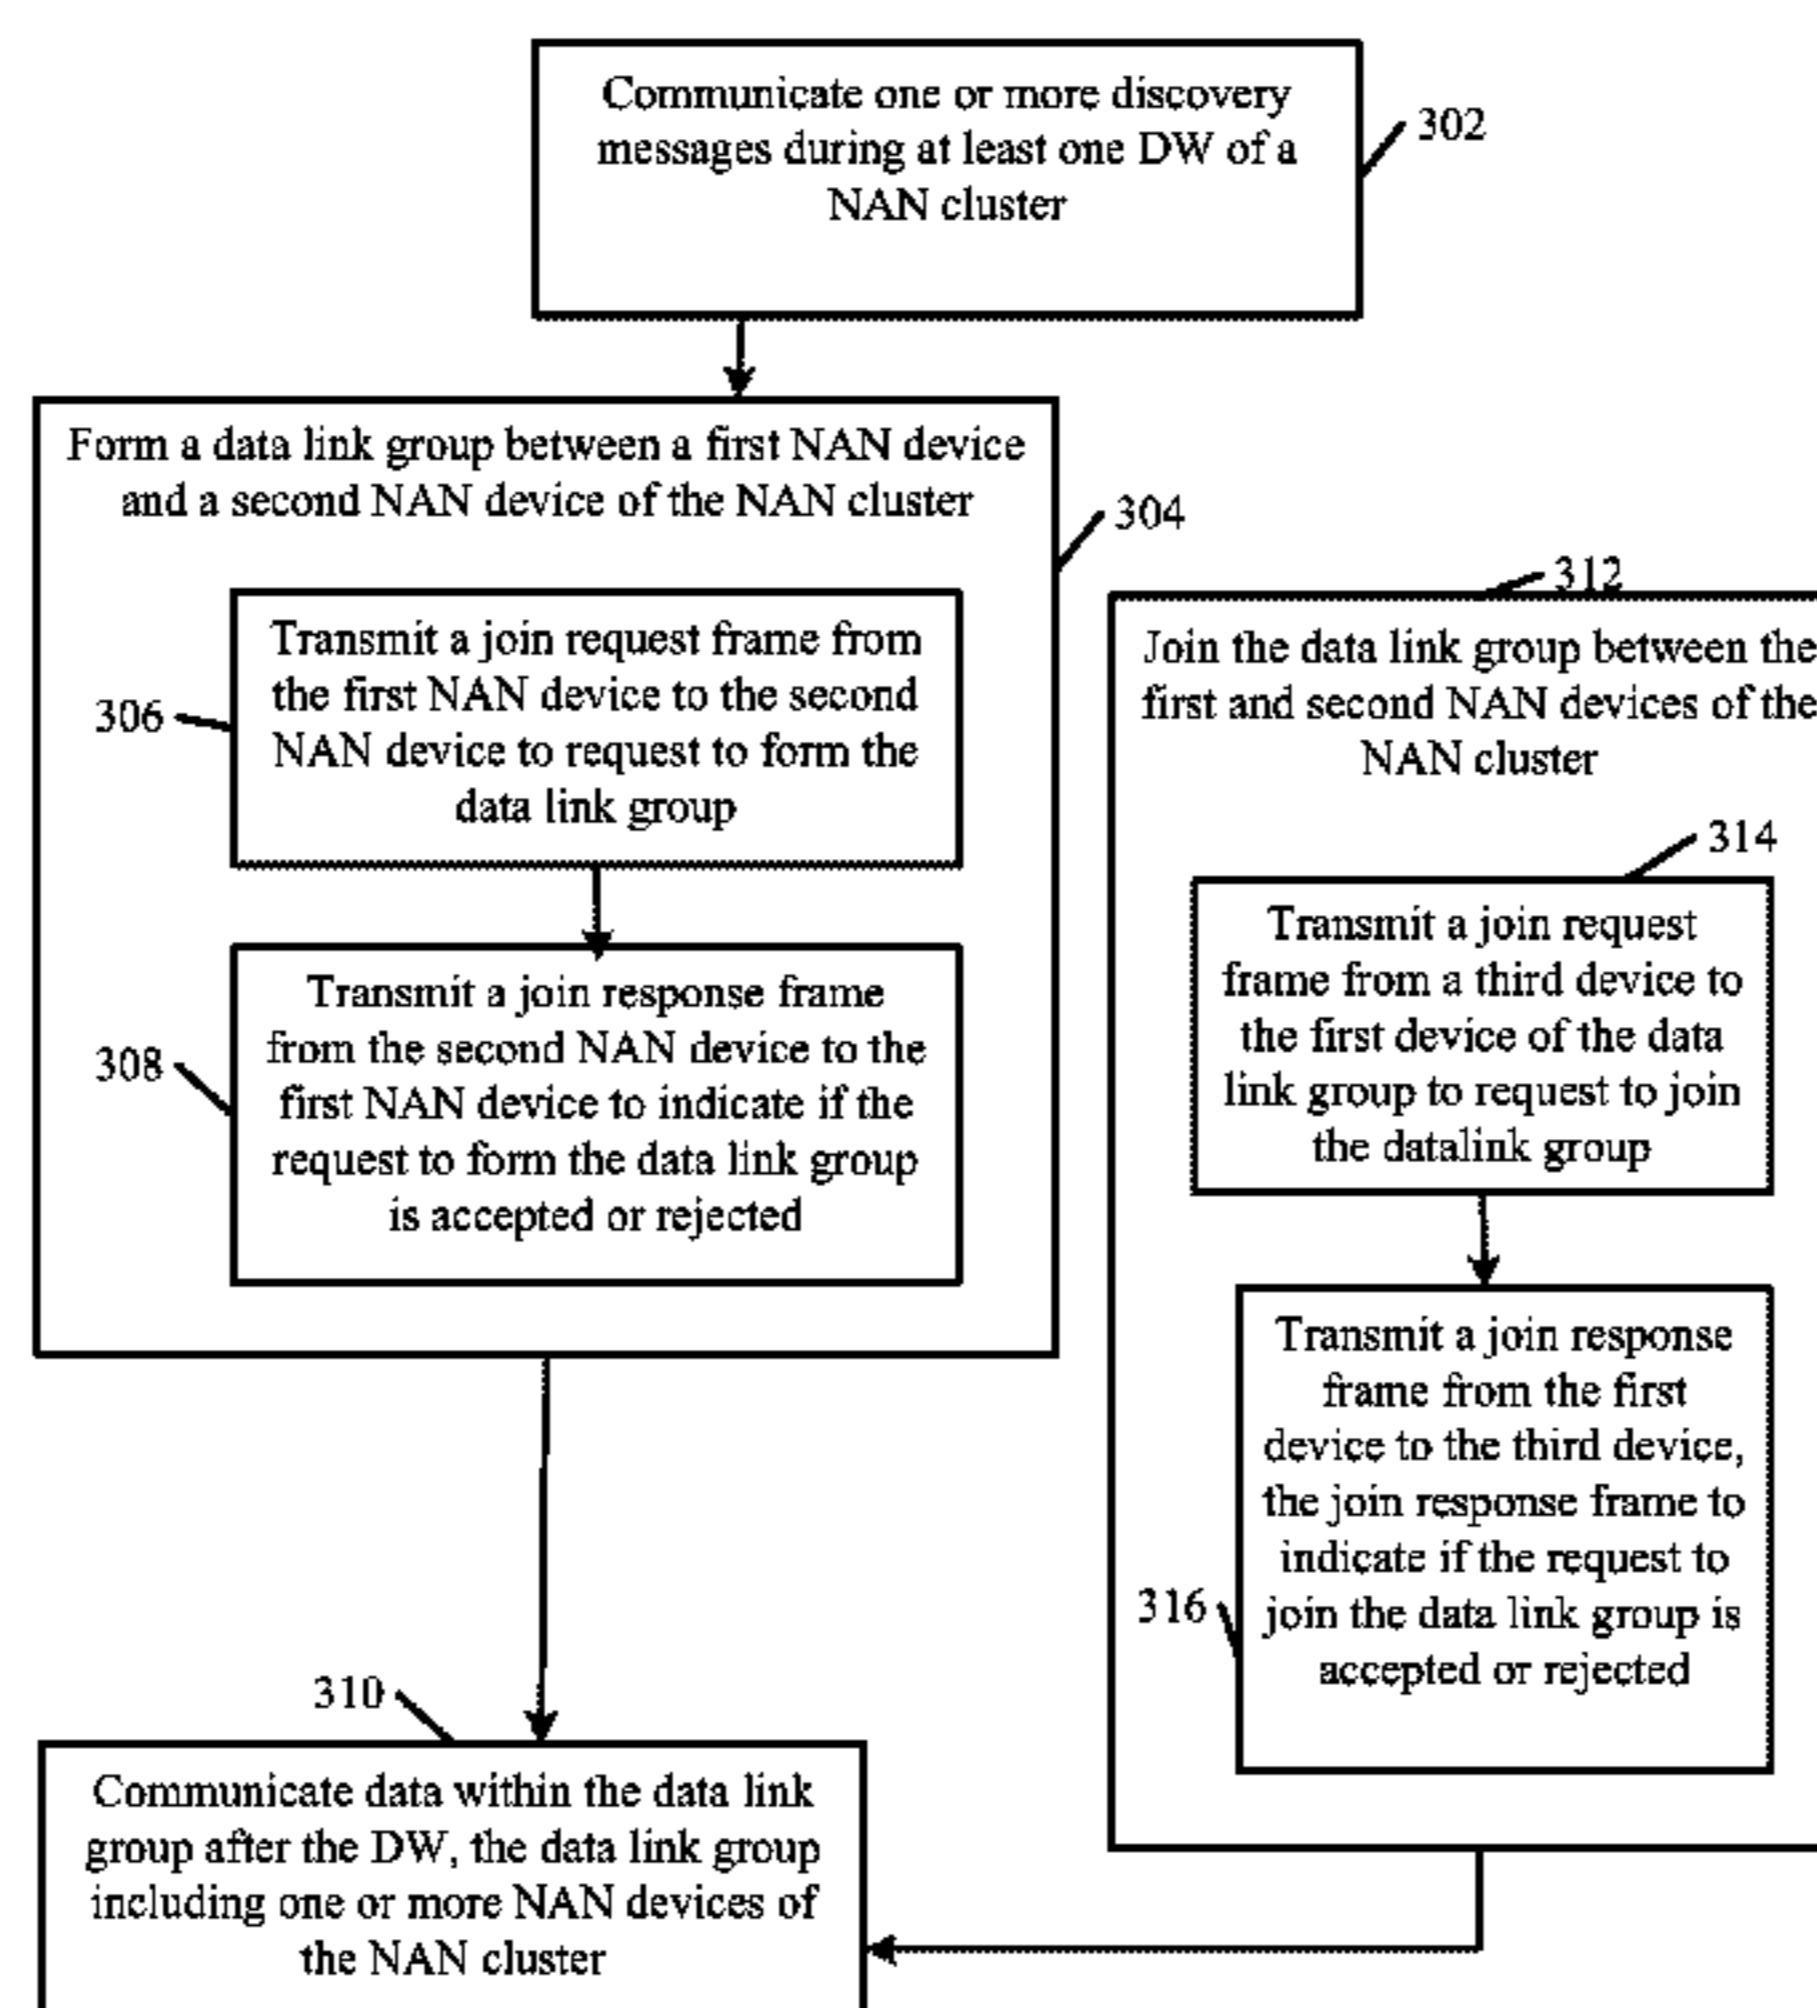 Communicate one or more discovery
messages during at least one DW of a
NAN cluster
302
Form a data link group between a first NAN device
and a second NAN device of the NAN cluster
304
Transmit a join request frame from
the first NAN device to the second
NAN device to request to form the
data link group
306
Transmit a join response frame
from the second NAN device to the
first NAN device to indicate if the
request to form the data link group
is accepted or rejected
308
312
Join the data link group between the
first and second NAN devices of the
NAN cluster
314
Transmit a join request
frame from a third device to
the first device of the data
link group to request to join
the datalink group
Transmit a join response
frame from the first
device to the third device,
the join response frame to
indicate if the request to
join the data link group is
accepted or rejected
316
310
Communicate data within the data link
group after the DW, the data link group
including one or more NAN devices of
the NAN cluster